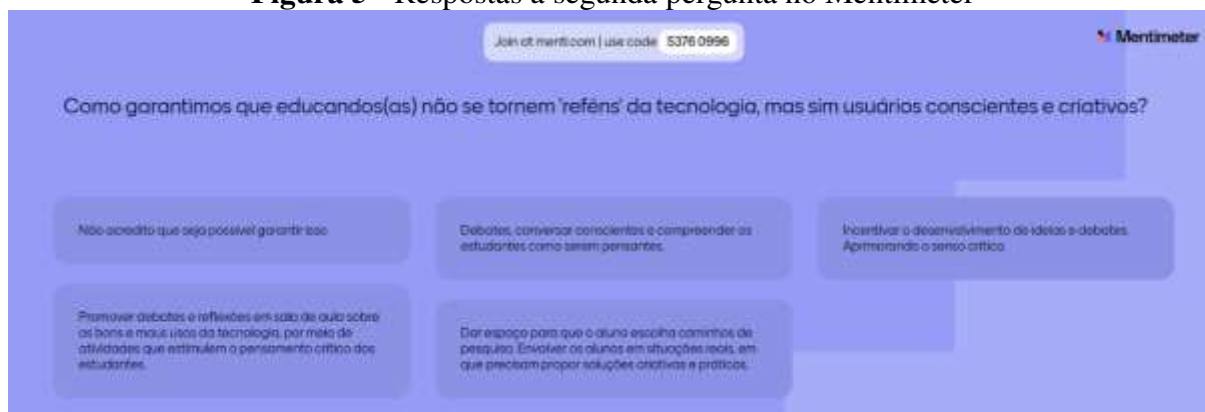 Figura 5 - Respostas à segunda pergunta no Mentimeter
Join at menti.com | use code 5376 0996
Mentimeter
Como garantimos que educandos(as) não se tornem 'reféns' da tecnologia, mas sim usuários conscientes e criativos?
Não acredito que seja possível garantir isso
Debates, conversar conscientes e compreender os
estudantes como serem pensantes.
Incentivar o desenvolvimento de ideias e debates.
Aprimorando o senso crítico
Promover debates e reflexões em sala de aula sobre
os bons e maus usos da tecnologia, por meio de
atividades que estimulem o pensamento crítico dos
estudantes.
Dar espaço para que o aluno escolha caminhos de
pesquisa. Envolver os alunos em situações reais, em
que precisam propor soluções criativas e práticas.